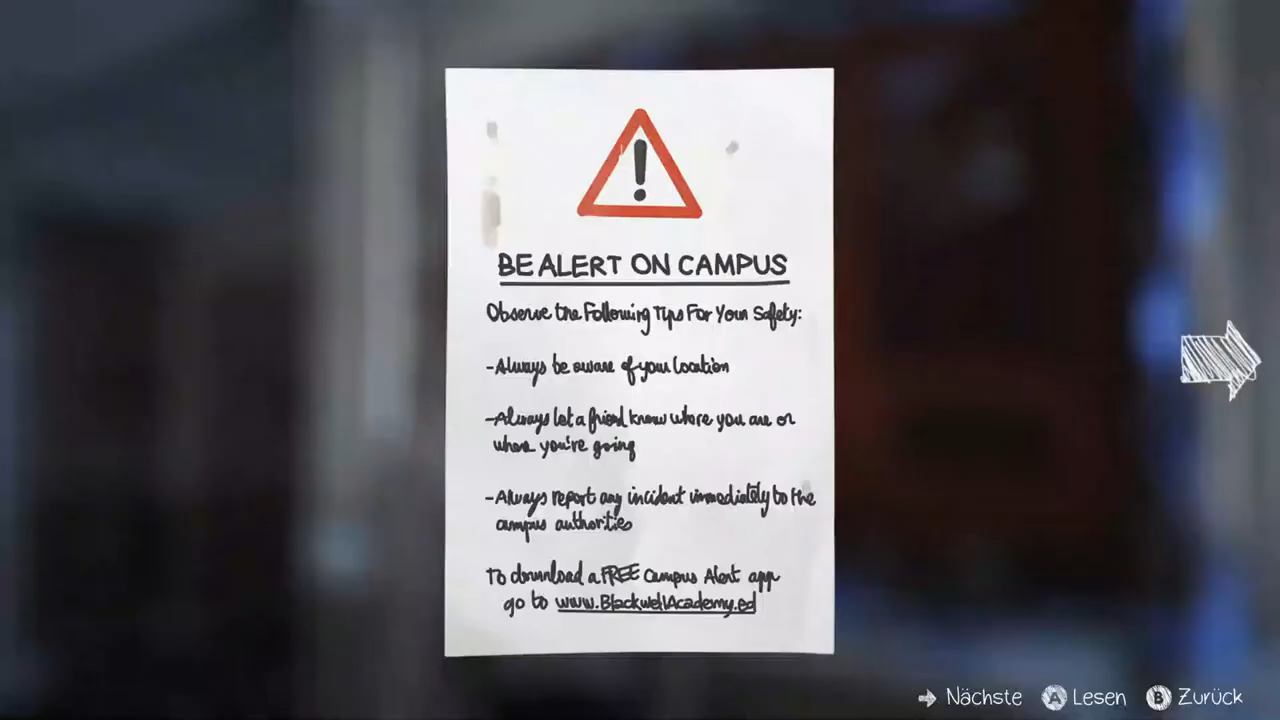 BE ALERT ON CAMPUS
Observe the Following Tips For Your Safety:
-Always be aware of your location
-Always let a friend know where you are or
where you're going
-Always report any incident immediately to the
campus authorities
To download a FREE Campus Alert app
go to www.BlackwellAcademy.ed
Nächste
A Lesen
B Zurück